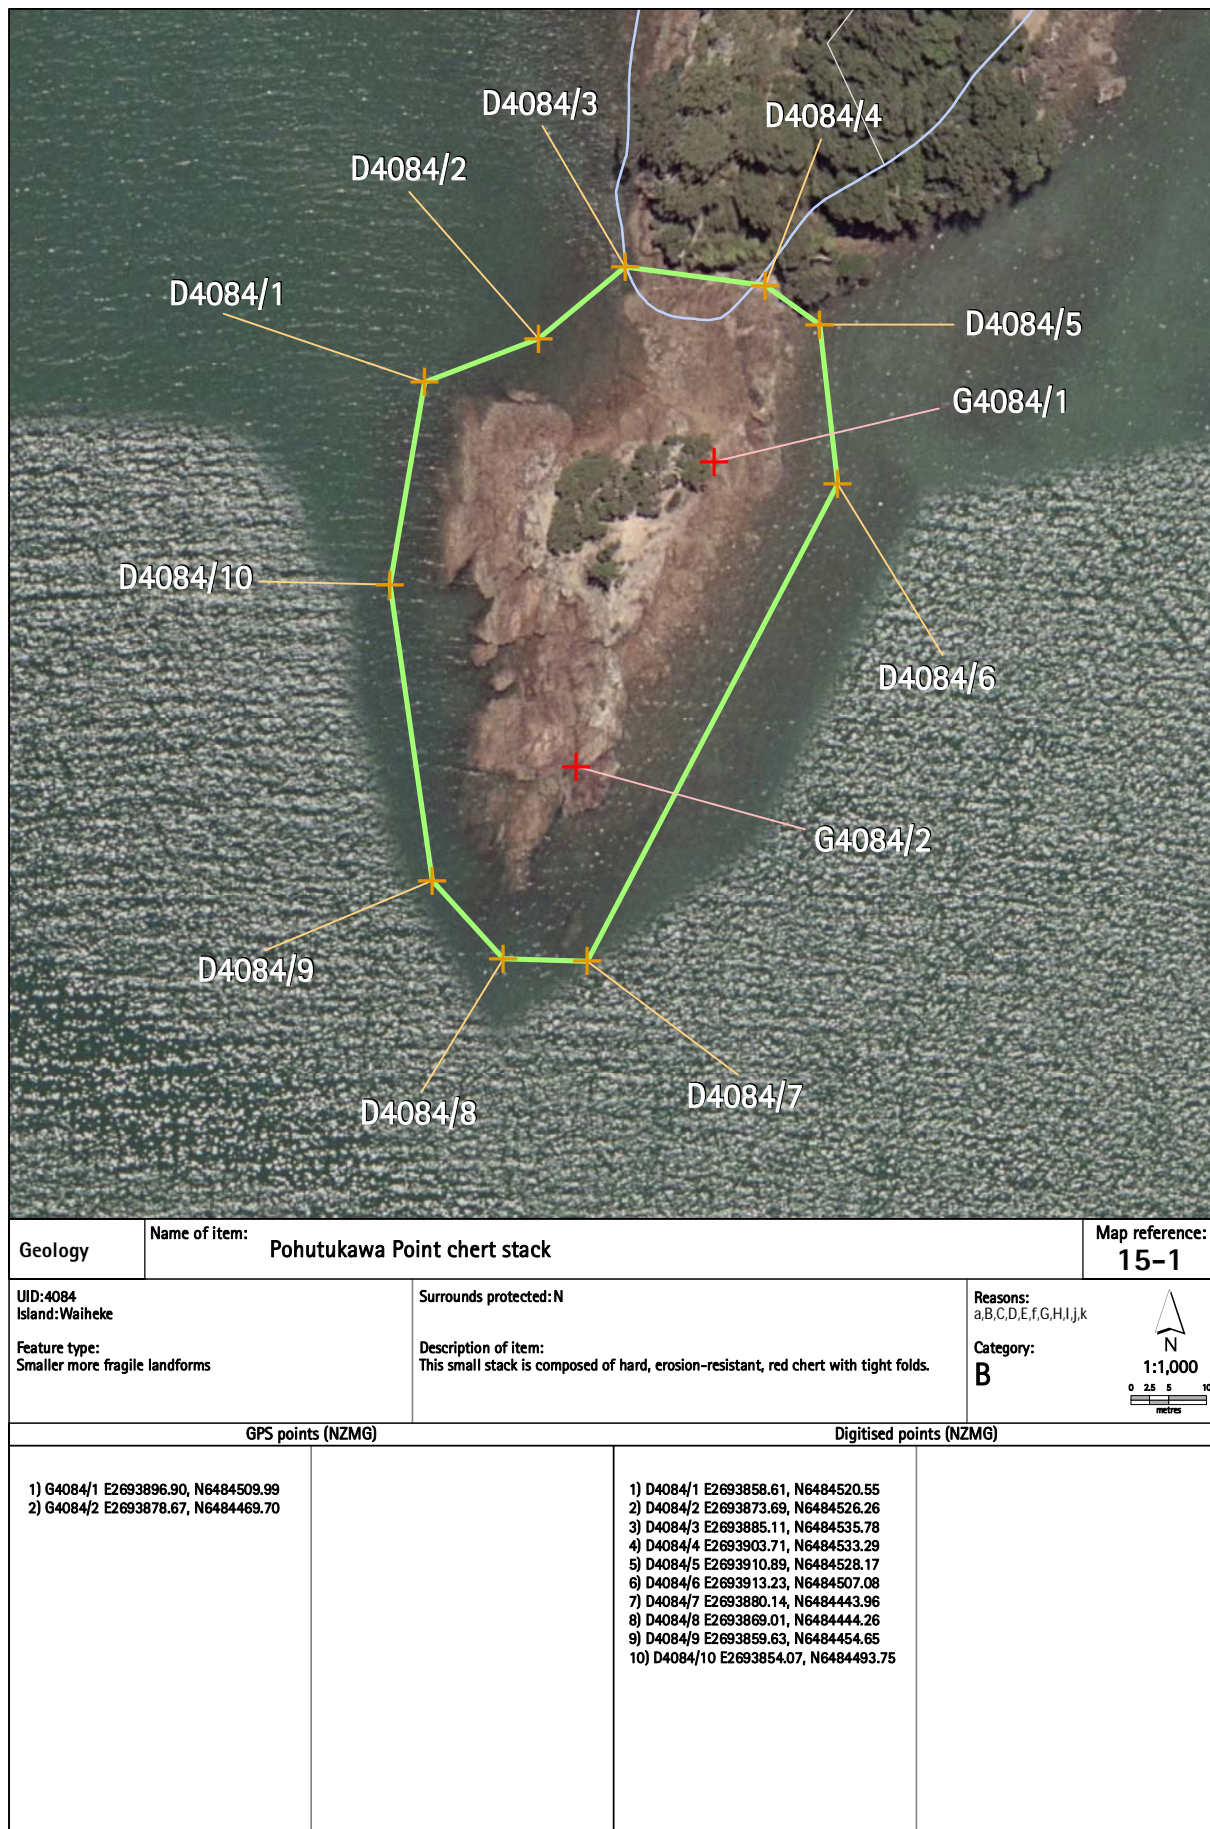 D4084/3
D4084/4
D4084/2
D4084/1
D4084/5
G4084/1
D4084/10
D4084/6
G4084/2
D4084/9
D4084/7
D4084/8
Geology
Name of item:
Pohutukawa Point chert stack
Map reference:
15-1
UID:4084
Island:Waiheke
Feature type:
Smaller more fragile landforms
Surrounds protected:N
Description of item:
This small stack is composed of hard, erosion-resistant, red chert with tight folds.
Reasons:
a,B,C,D,E,f,G,H,I,j,k
Category:
B
N
1:1,000
0 2.5 5 10
metres
GPS points (NZMG)
1) G4084/1 E2693896.90, N6484509.99
2) G4084/2 E2693878.67, N6484469.70
Digitised points (NZMG)
1) D4084/1 E2693858.61, N6484520.55
2) D4084/2 E2693873.69, N6484526.26
3) D4084/3 E2693885.11, N6484535.78
4) D4084/4 E2693903.71, N6484533.29
5) D4084/5 E2693910.89, N6484528.17
6) D4084/6 E2693913.23, N6484507.08
7) D4084/7 E2693880.14, N6484443.96
8) D4084/8 E2693869.01, N6484444.26
9) D4084/9 E2693859.63, N6484454.65
10) D4084/10 E2693854.07, N6484493.75